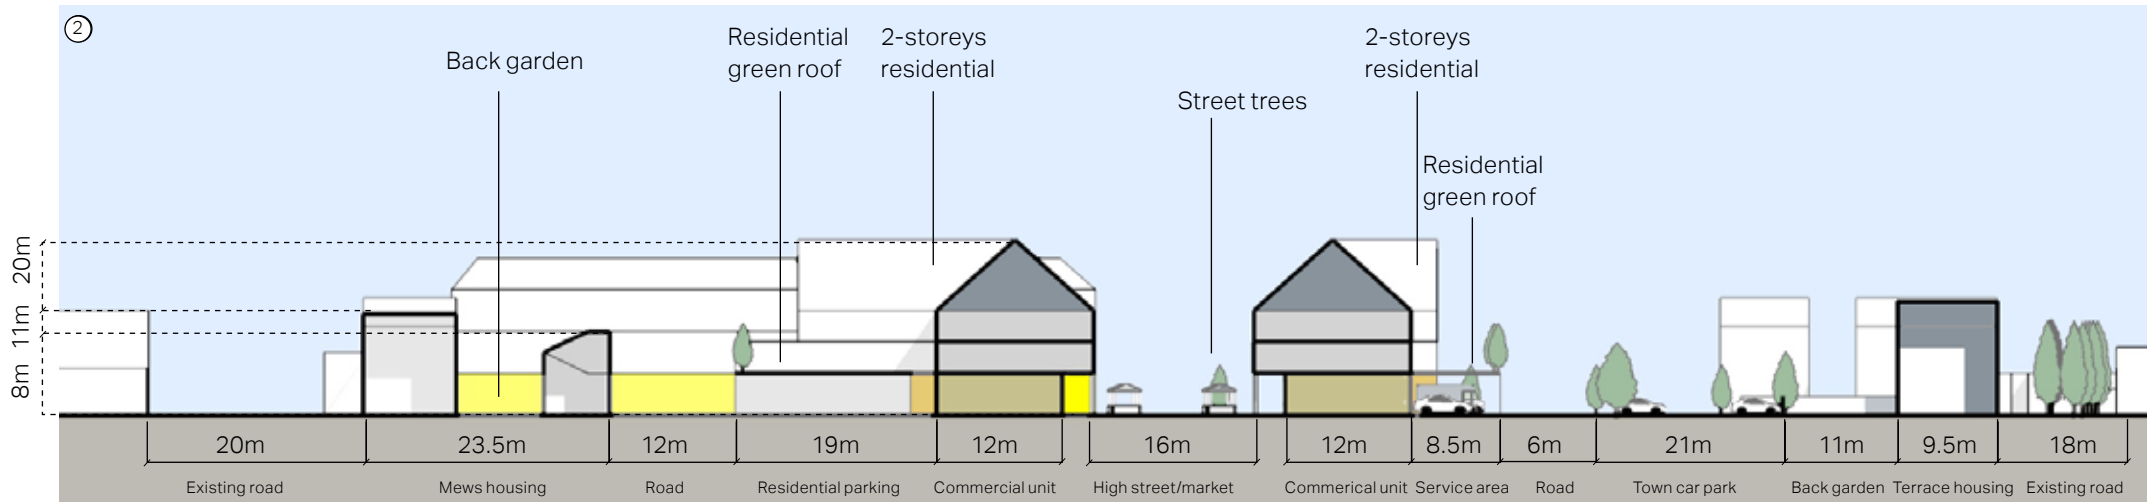 2
Back garden
Residential
green roof
2-storeys
residential
Street trees
2-storeys
residential
Residential
green roof
20m
11m
8m
20m 23.5m 12m 19m 12m 16m 12m 8.5m 6m 21m 11m 9.5m 18m
Existing road Mews housing Road Residential parking Commercial unit High street/market Commerical unit Service area Road Town car park Back garden Terrace housing Existing road